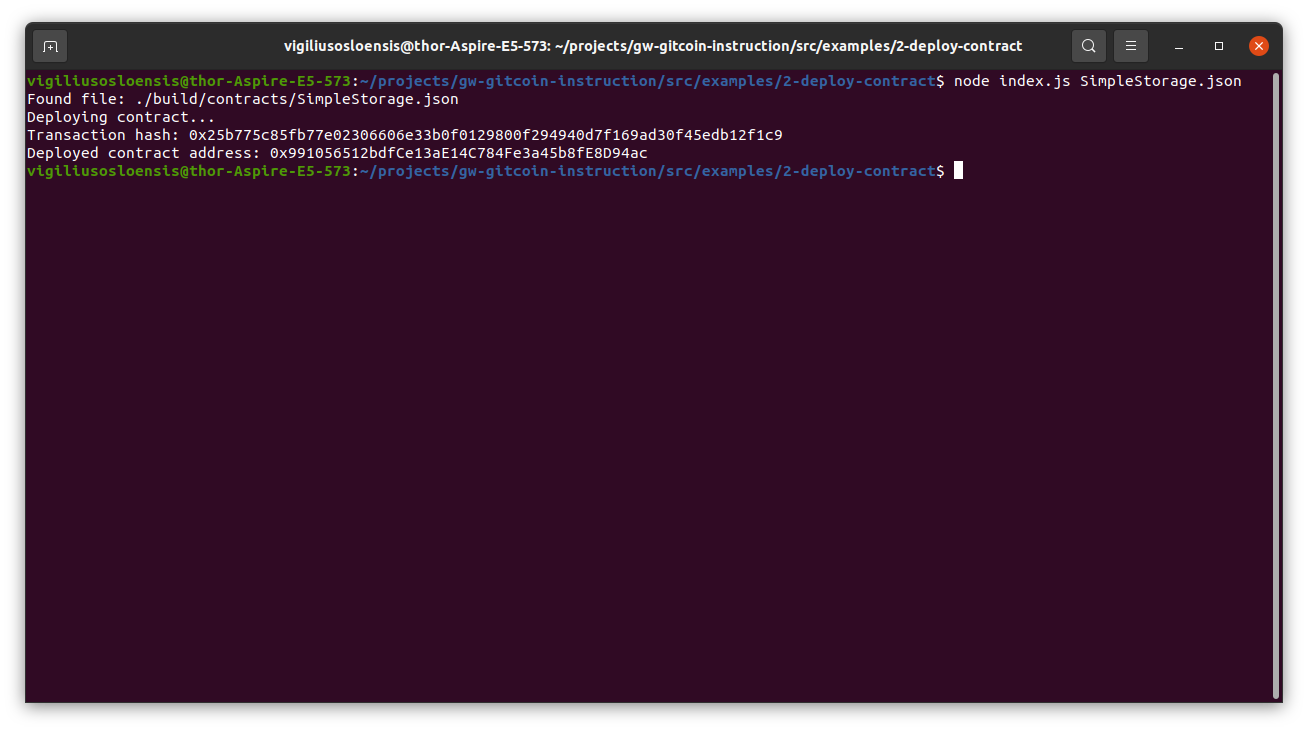 vigiliusosloensis@thor-Aspire-E5-573: ~/projects/gw-gitcoin-instruction/src/examples/2-deploy-contract
vigiliusosloensis@thor-Aspire-E5-573:~/projects/gw-gitcoin-instruction/src/examples/2-deploy-contract$ node index.js SimpleStorage.json
Found file: ./build/contracts/SimpleStorage.json
Deploying contract...
Transaction hash: 0x25b775c85fb77e02306606e33b0f0129800f294940d7f169ad30f45edb12f1c9
Deployed contract address: 0x991056512bdfCe13aE14C784Fe3a45b8fE8D94ac
vigiliusosloensis@thor-Aspire-E5-573:~/projects/gw-gitcoin-instruction/src/examples/2-deploy-contract$